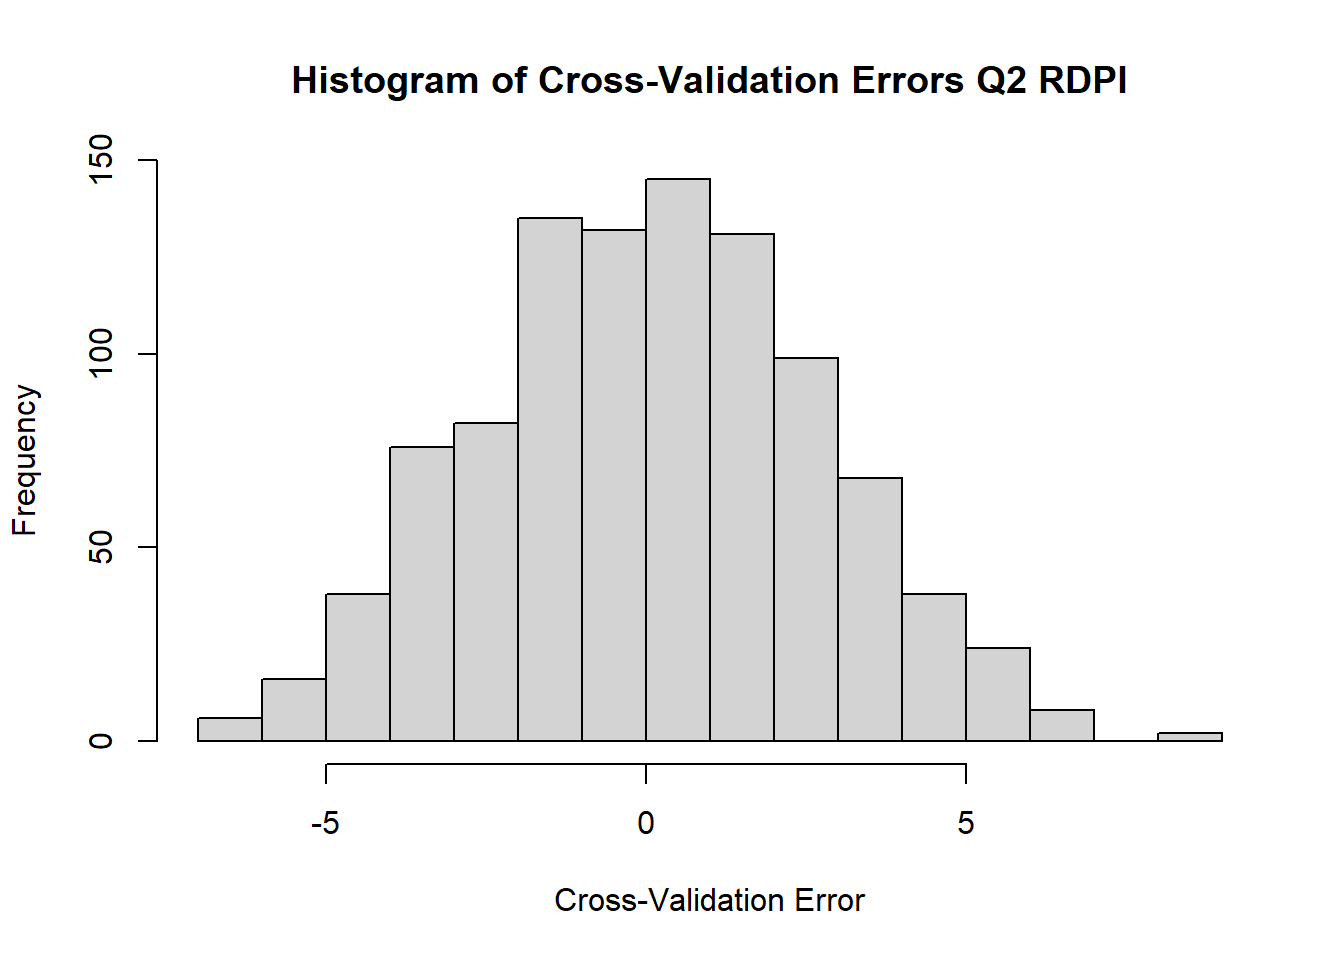 Histogram of Cross-Validation Errors Q2 RDPI
Frequency
150
100
50
0
-5 0 5
Cross-Validation Error